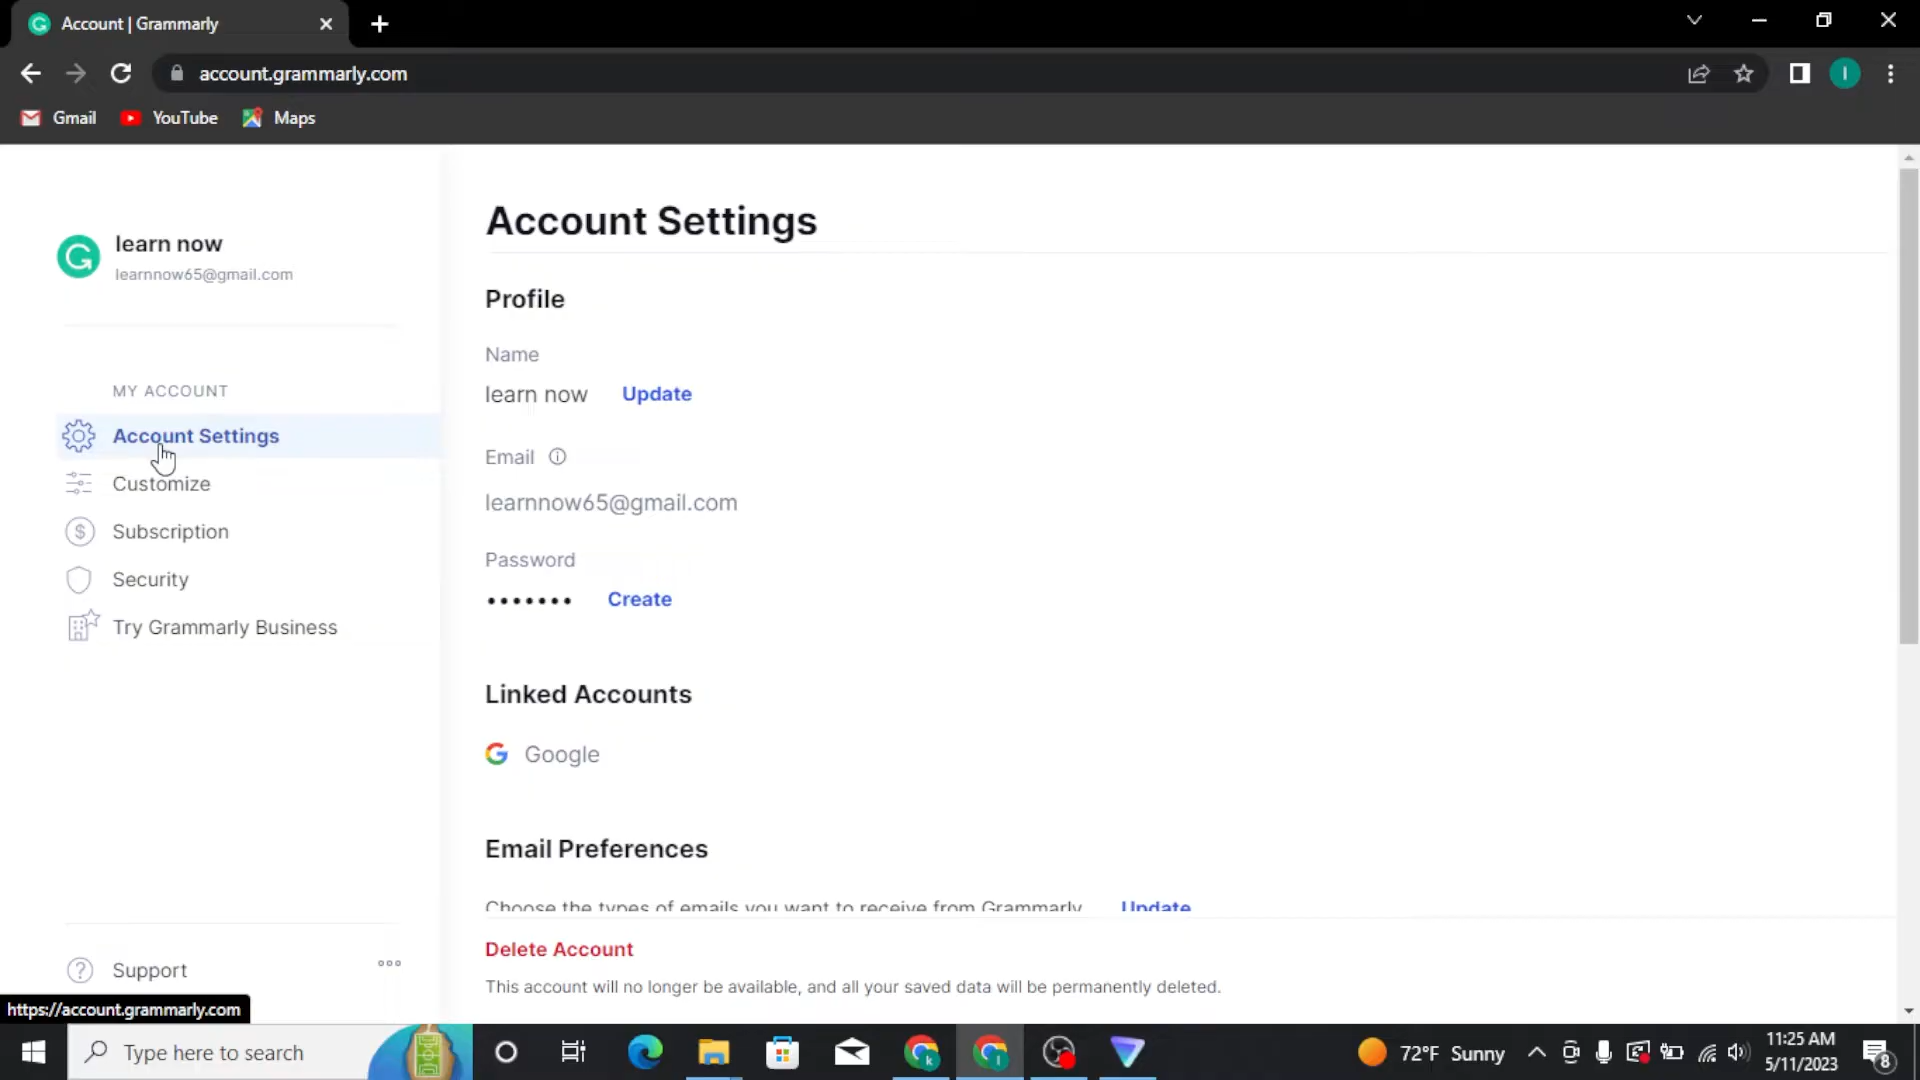 Account | Grammarly
account.grammarly.com
I
Gmail
YouTube
Maps
learn now
learnnow65@gmail.com
MY ACCOUNT
Account Settings
Customize
Subscription
Security
Try Grammarly Business
Support
https://account.grammarly.com
Account Settings
Profile
Name
learn now Update
Email
learnnow65@gmail.com
Password
••••••• Create
Linked Accounts
Google
Email Preferences
Choose the types of emails you want to receive from Grammarly Update
Delete Account
This account will no longer be available, and all your saved data will be permanently deleted.
Type here to search
k
l
72°F Sunny
11:25 AM
5/11/2023
8